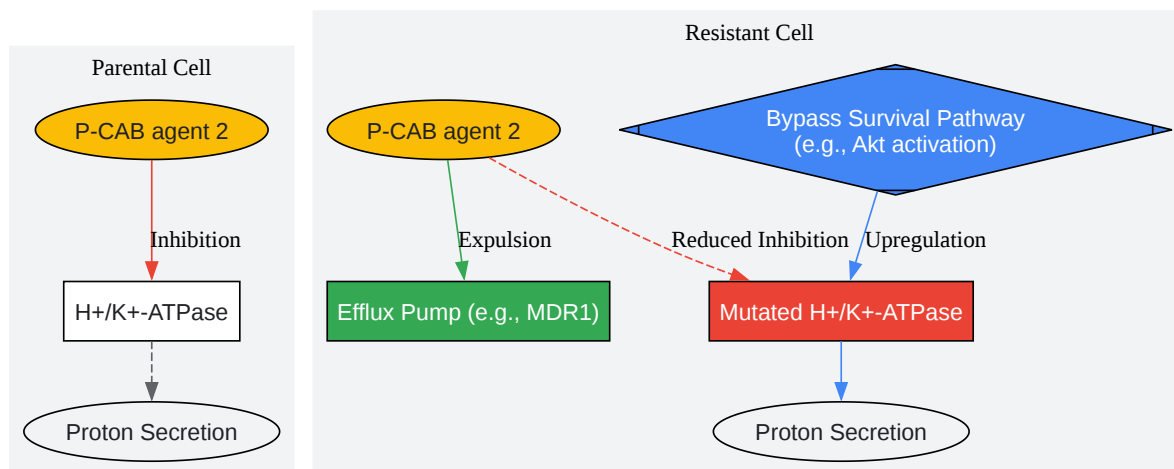 Parental Cell
P-CAB agent 2
Inhibition
H+/K+-ATPase
Proton Secretion
Resistant Cell
P-CAB agent 2
Bypass Survival Pathway
(e.g., Akt activation)
Expulsion
Reduced Inhibition
Upregulation
Efflux Pump (e.g., MDR1)
Mutated H+/K+-ATPase
Proton Secretion